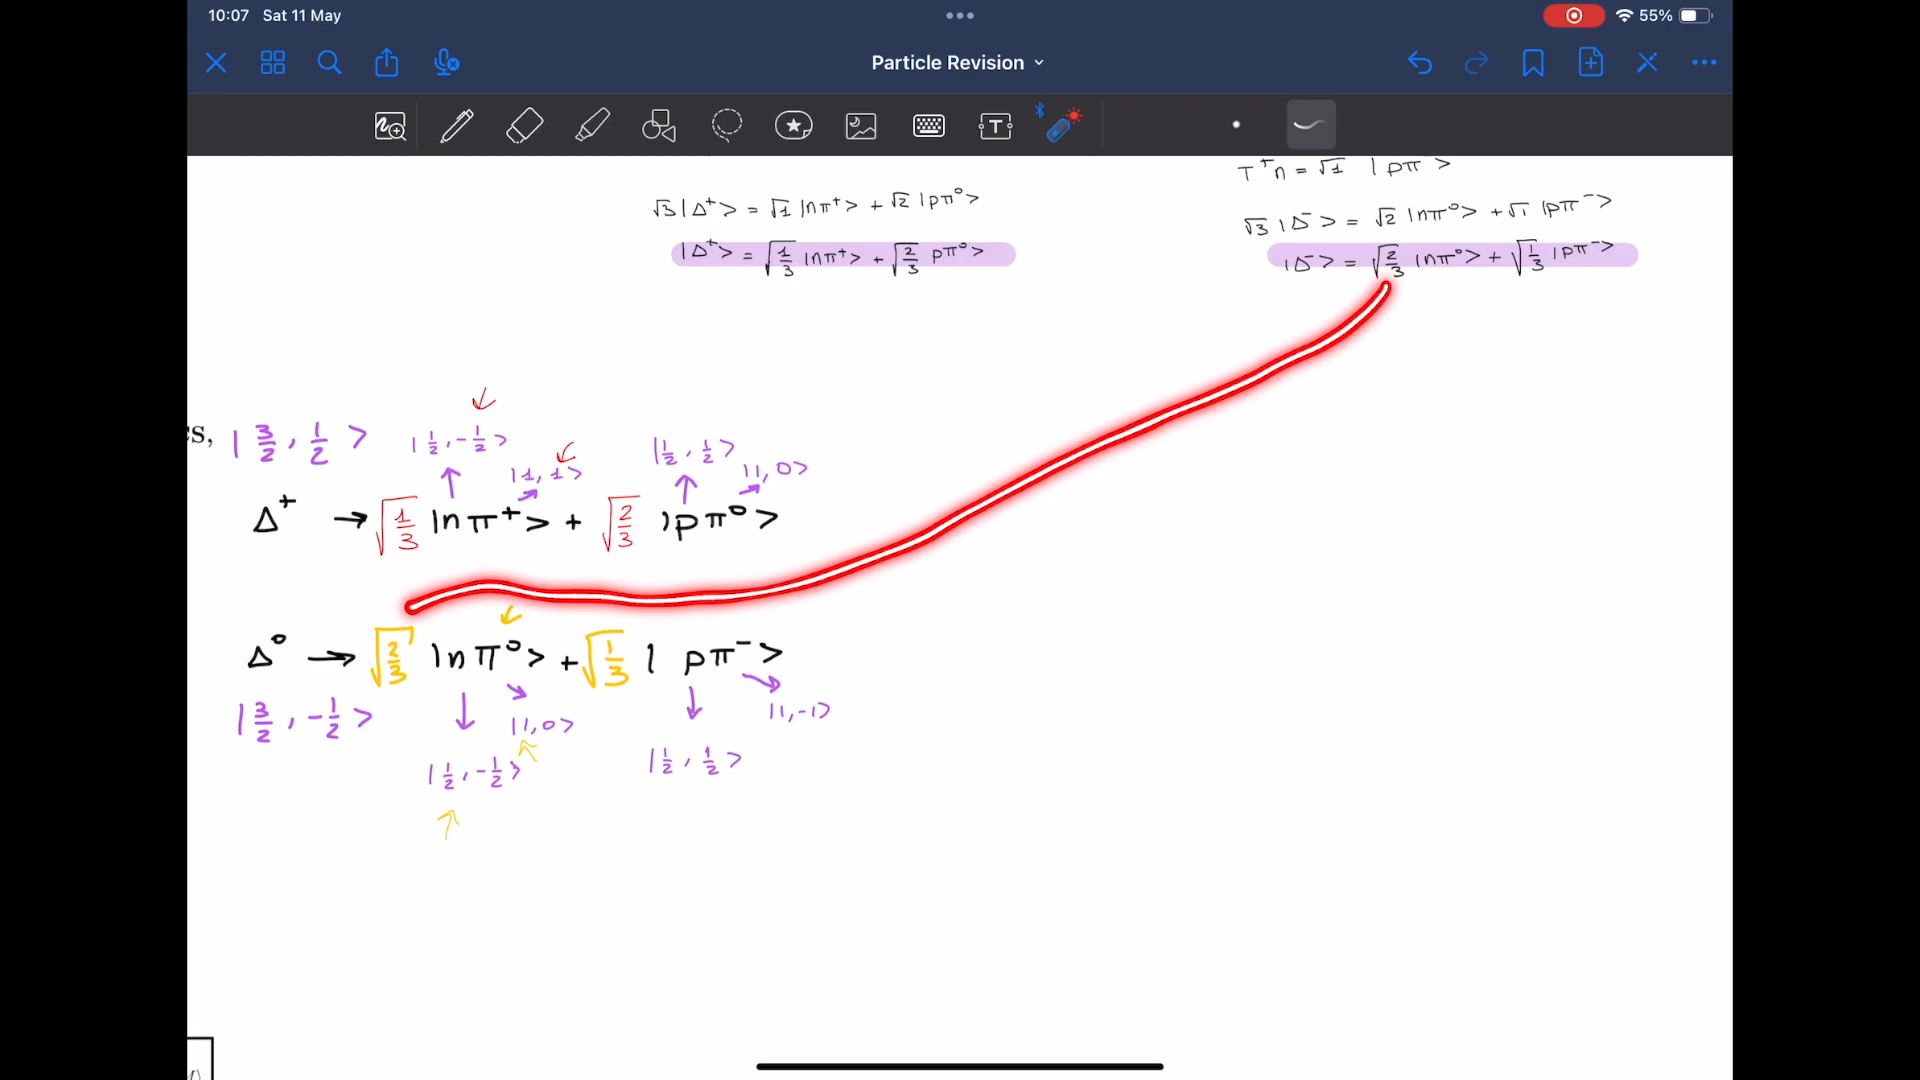 10:07 Sat 11 May
55%
Particle Revision
T⁺n = √1 |pπ⁻>
√3 |Δ⁺> = √1 |nπ⁺> + √2 |pπ⁰>
√3 |Δ⁻> = √2 |nπ⁰> + √1 |pπ⁻>
|Δ⁺> = √1/3 |nπ⁺> + √2/3 pπ⁰>
|Δ⁻> = √2/3 |nπ⁰> + √1/3 |pπ⁻>
s, |3/2, 1/2> |1/2, -1/2> |1/2, 1/2>
|1, 1> |1, 0>
Δ⁺ → √1/3 |nπ⁺> + √2/3 |pπ⁰>
Δ⁰ → √2/3 |nπ⁰> + √1/3 | pπ⁻>
|3/2, -1/2> |1, 0> |1, -1>
|1/2, -1/2> |1/2, 1/2>